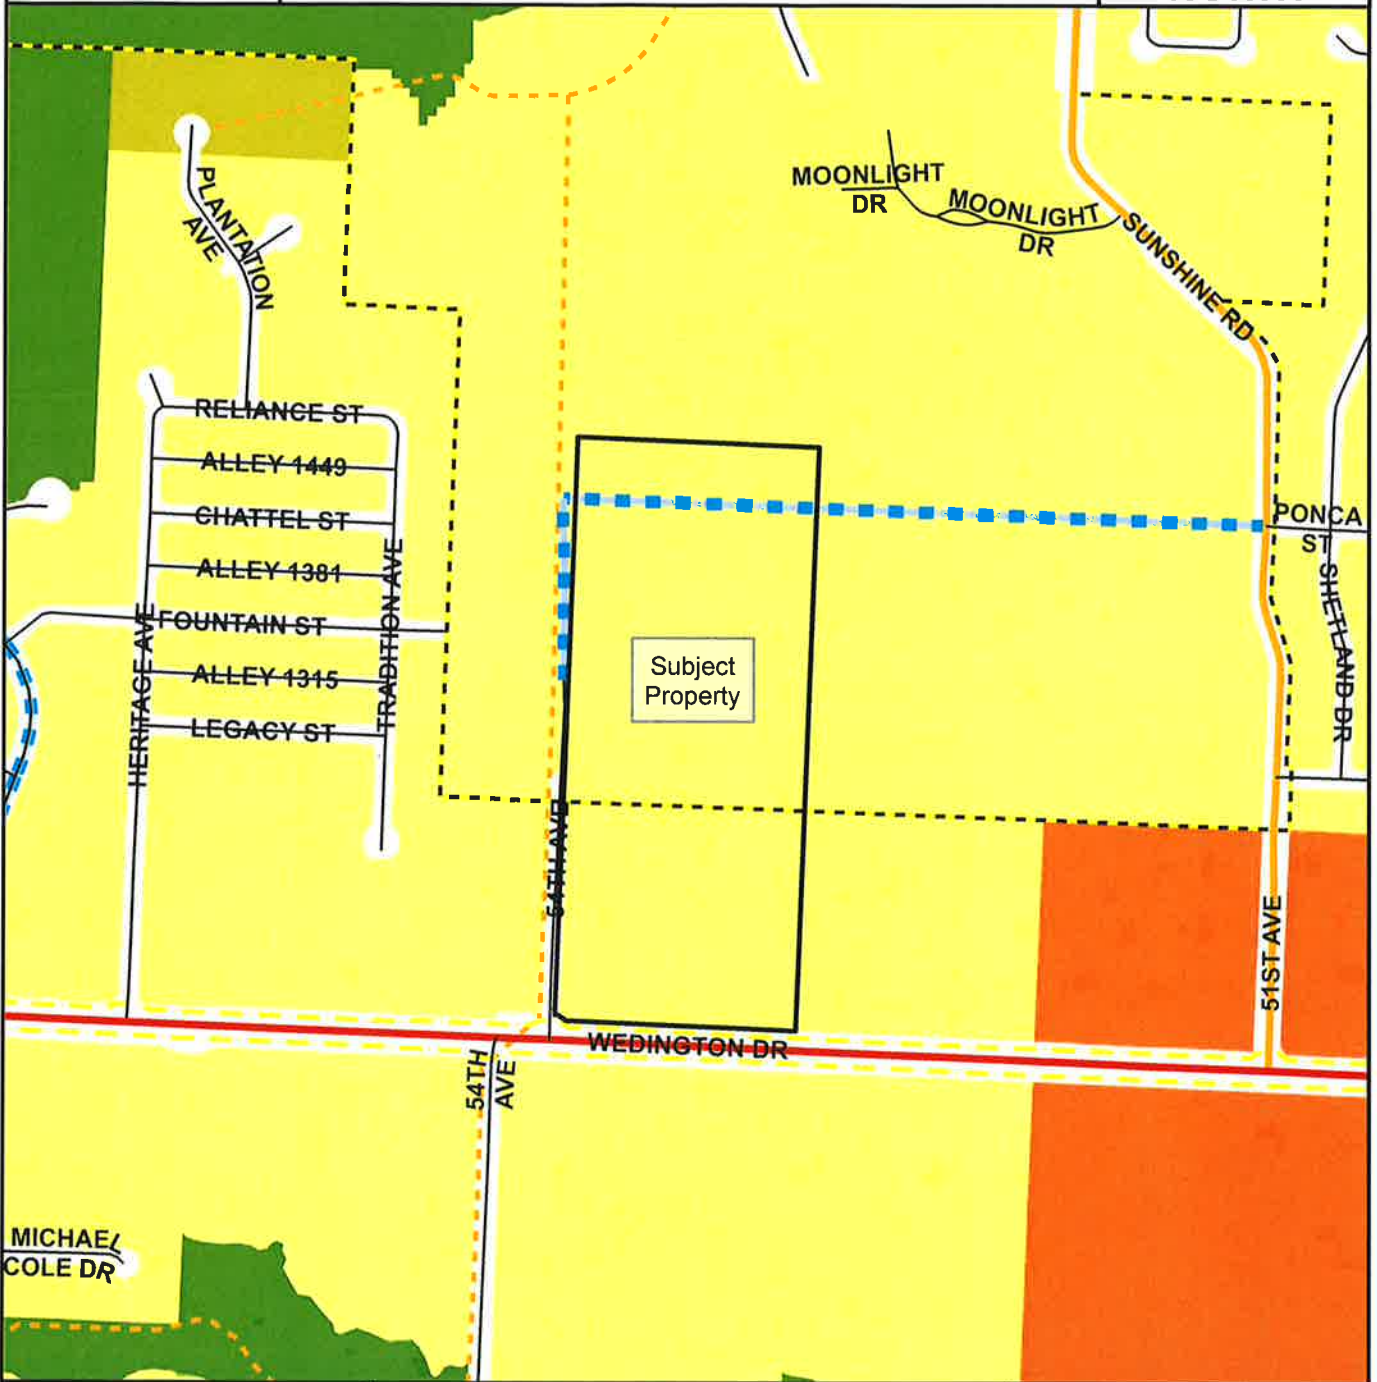 MOONLIGHT
DR
MOONLIGHT
DR
SUNSHINE RD
PLANTATION
AVE
RELIANCE ST
ALLEY 1449
CHATTEL ST
ALLEY 1381
FOUNTAIN ST
ALLEY 1315
LEGACY ST
HERITAGE AVE
TRADITION AVE
PONCA
ST
SHETLAND DR
Subject
Property
54TH AVE
51ST AVE
WEDINGTON DR
54TH
AVE
MICHAEL
COLE DR